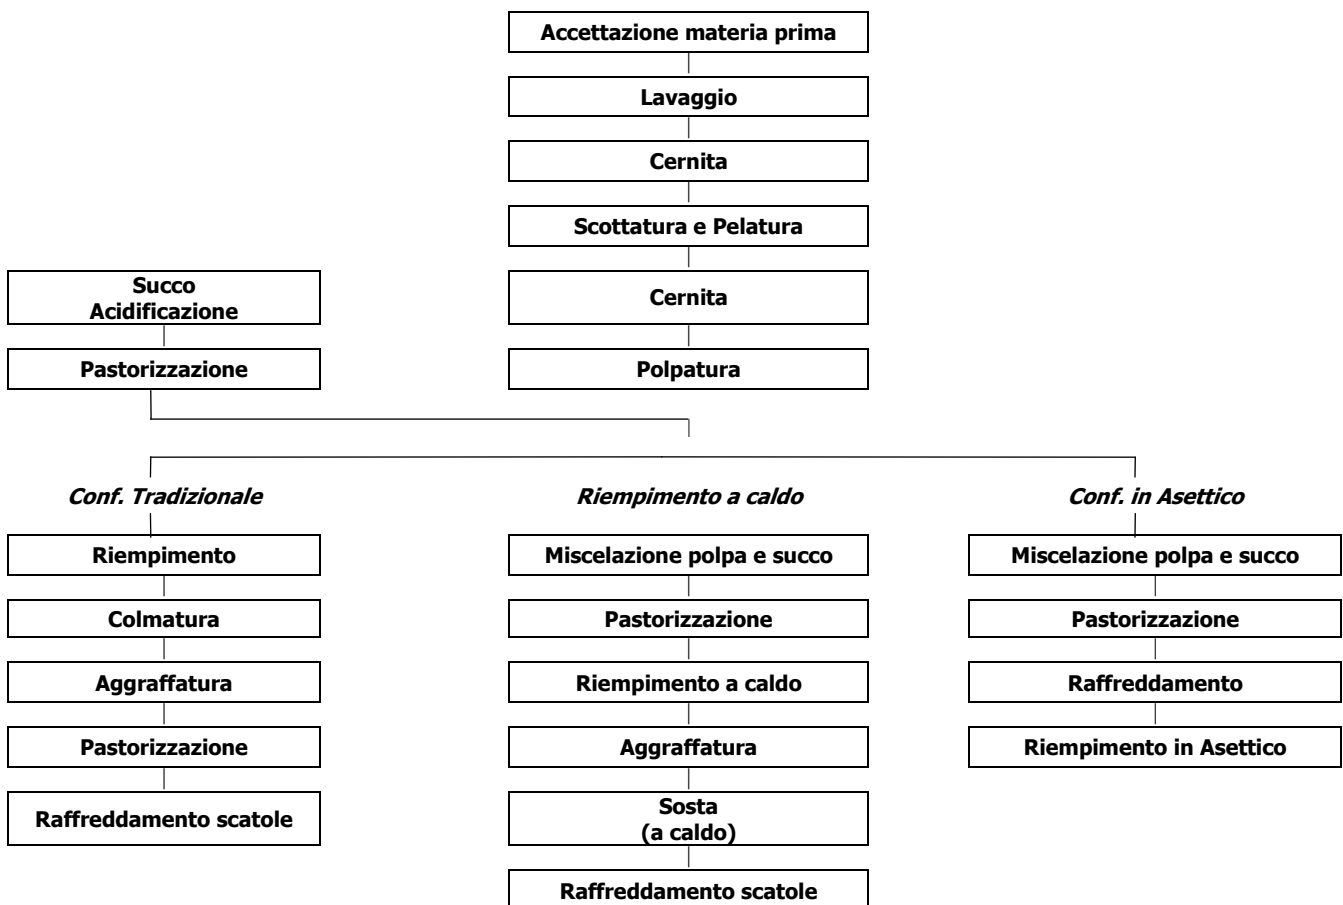 Accettazione materia prima
Lavaggio
Cernita
Scottatura e Pelatura
Succo
Acidificazione
Cernita
Pastorizzazione
Polpatura
Conf. Tradizionale
Riempimento a caldo
Conf. in Asettico
Riempimento
Miscelazione polpa e succo
Miscelazione polpa e succo
Colmatura
Pastorizzazione
Pastorizzazione
Aggraffatura
Riempimento a caldo
Raffreddamento
Pastorizzazione
Aggraffatura
Riempimento in Asettico
Raffreddamento scatole
Sosta
(a caldo)
Raffreddamento scatole